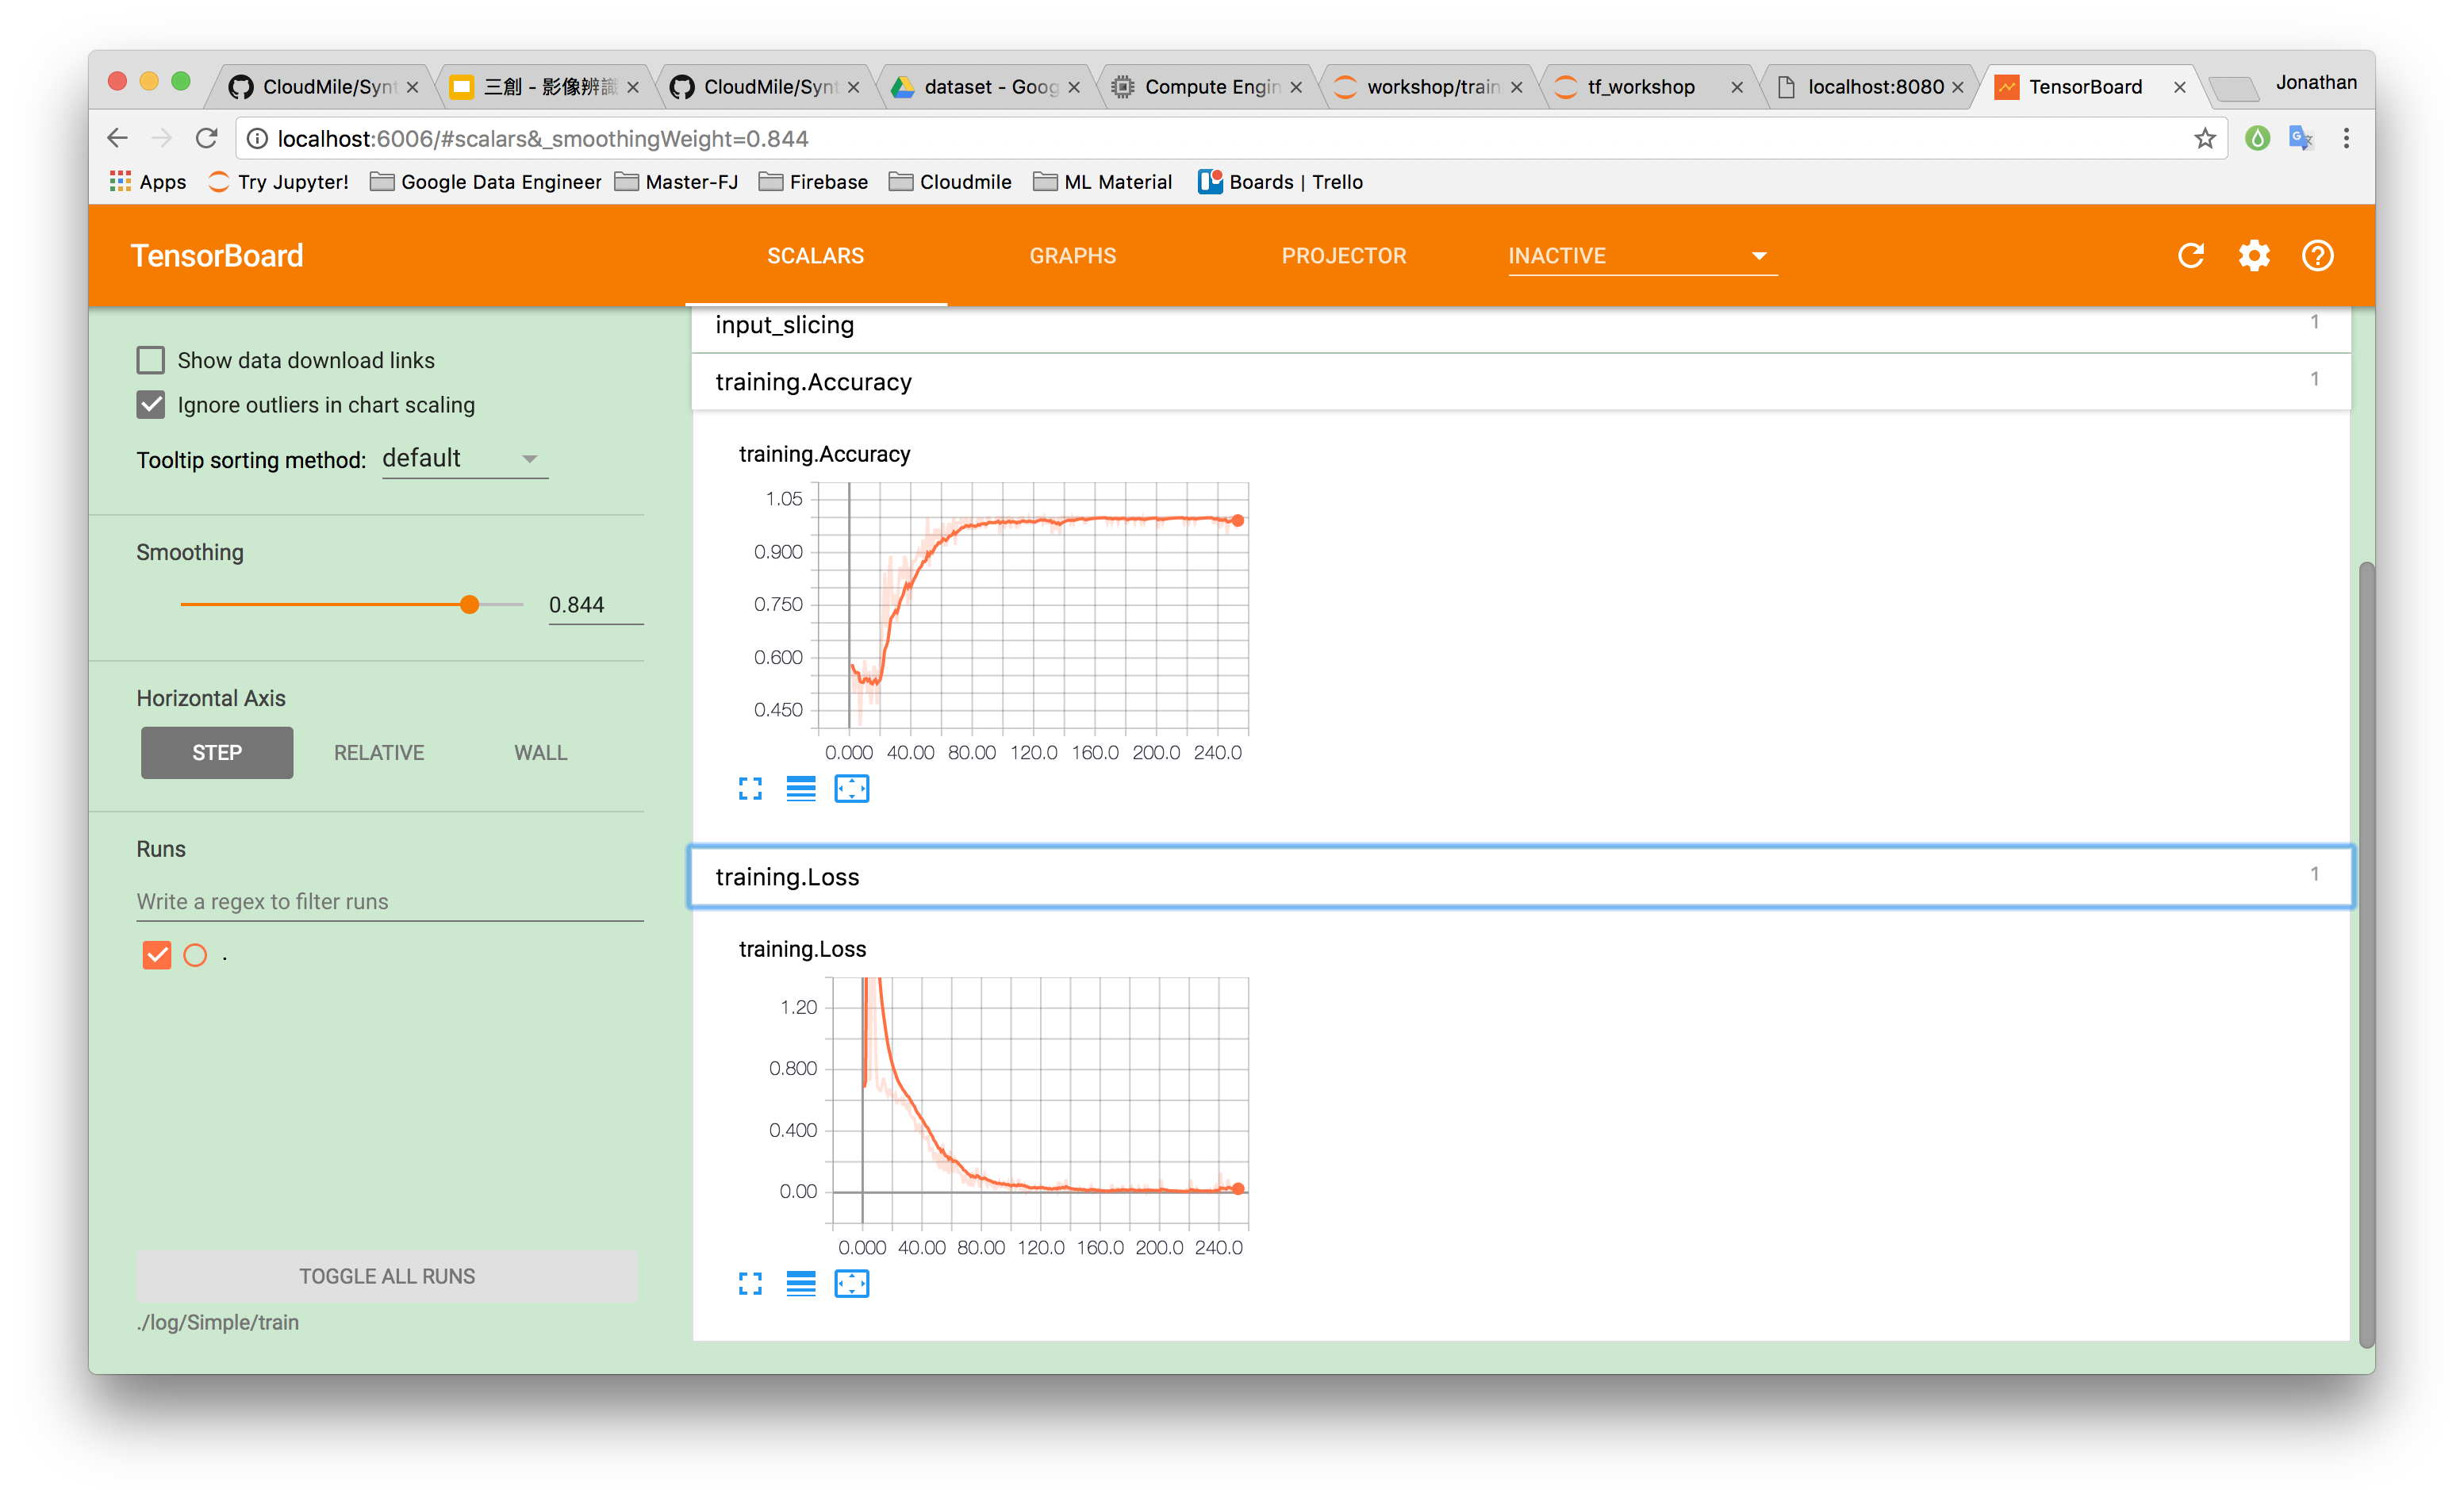 CloudMile/Synt
三創 - 影像辨識
CloudMile/Synt
dataset - Goog
Compute Engin
workshop/train
tf_workshop
localhost:8080
TensorBoard
Jonathan
localhost:6006/#scalars&_smoothingWeight=0.844
Apps
Try Jupyter!
Google Data Engineer
Master-FJ
Firebase
Cloudmile
ML Material
Boards | Trello
TensorBoard
SCALARS
GRAPHS
PROJECTOR
INACTIVE
Show data download links
Ignore outliers in chart scaling
Tooltip sorting method: default
Smoothing
0.844
Horizontal Axis
STEP
RELATIVE
WALL
Runs
Write a regex to filter runs
.
TOGGLE ALL RUNS
./log/Simple/train
input_slicing
1
training.Accuracy
1
training.Accuracy
1.05
0.900
0.750
0.600
0.450
0.000 40.00 80.00 120.0 160.0 200.0 240.0
training.Loss
1
training.Loss
1.20
0.800
0.400
0.00
0.000 40.00 80.00 120.0 160.0 200.0 240.0